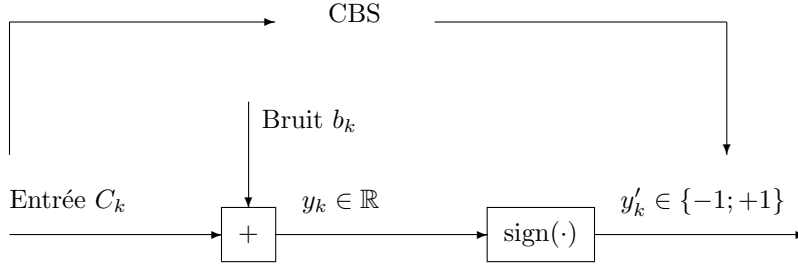 CBS
Bruit $b_k$
Entrée $C_k$
$y_k \in \mathbb{R}$
$y'_k \in \{-1; +1\}$
+
sign(·)